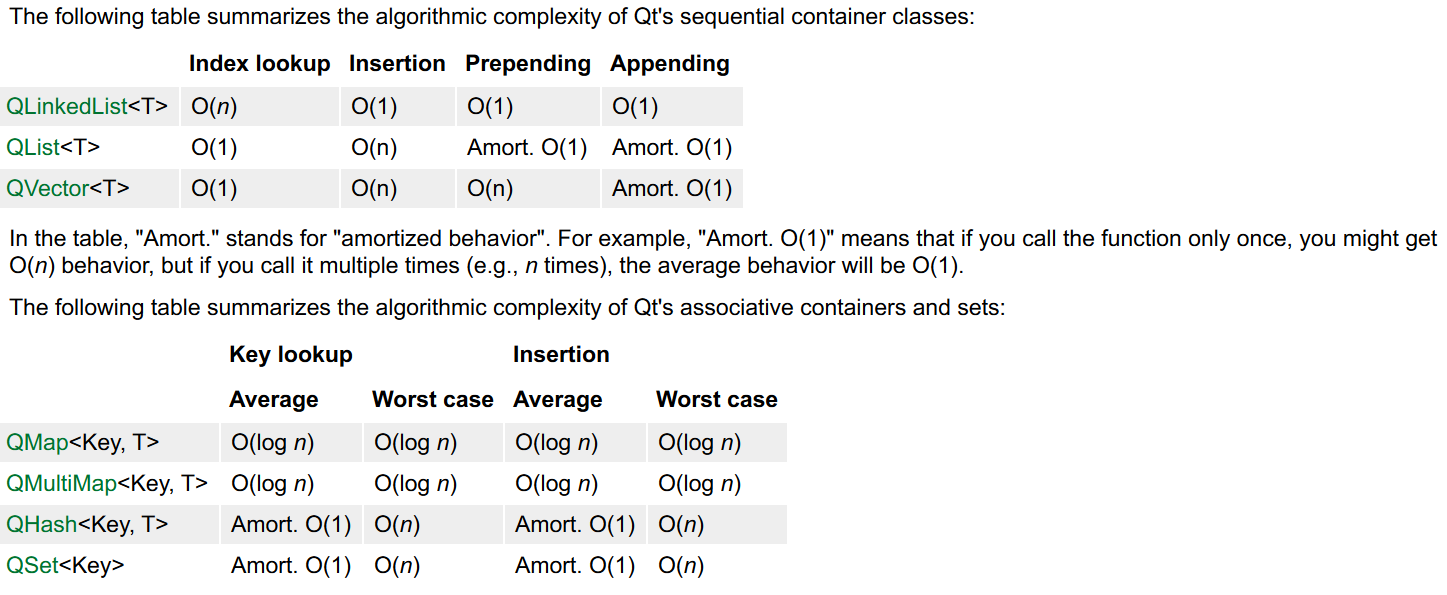 The following table summarizes the algorithmic complexity of Qt's sequential container classes:
Index lookup Insertion Prepending Appending
QLinkedList<T> O(n) O(1) O(1) O(1)
QList<T> O(1) O(n) Amort. O(1) Amort. O(1)
QVector<T> O(1) O(n) O(n) Amort. O(1)
In the table, "Amort." stands for "amortized behavior". For example, "Amort. O(1)" means that if you call the function only once, you might get
O(n) behavior, but if you call it multiple times (e.g., n times), the average behavior will be O(1).
The following table summarizes the algorithmic complexity of Qt's associative containers and sets:
Key lookup Insertion
Average Worst case Average Worst case
QMap<Key, T> O(log n) O(log n) O(log n) O(log n)
QMultiMap<Key, T> O(log n) O(log n) O(log n) O(log n)
QHash<Key, T> Amort. O(1) O(n) Amort. O(1) O(n)
QSet<Key> Amort. O(1) O(n) Amort. O(1) O(n)